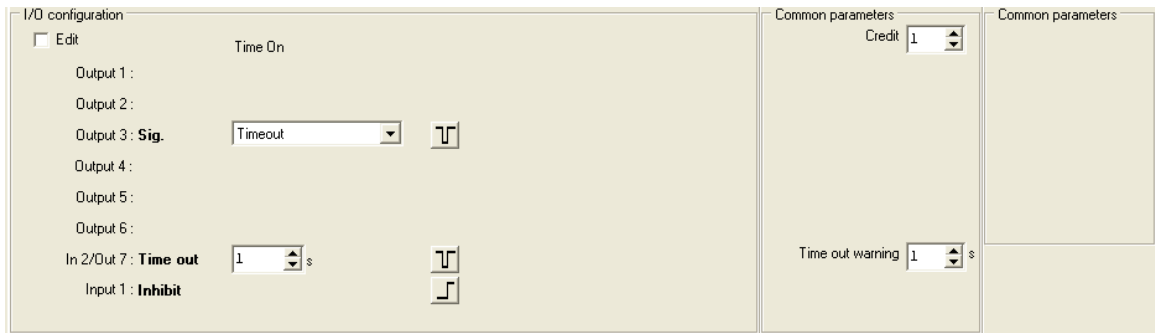 I/O configuration
Edit
Time On
Output 1 :
Output 2 :
Output 3 : Sig.
Timeout
Output 4 :
Output 5 :
Output 6 :
In 2/Out 7 : Time out
1
s
Input 1 : Inhibit
Common parameters
Credit
1
Time out warning
1
s
Common parameters